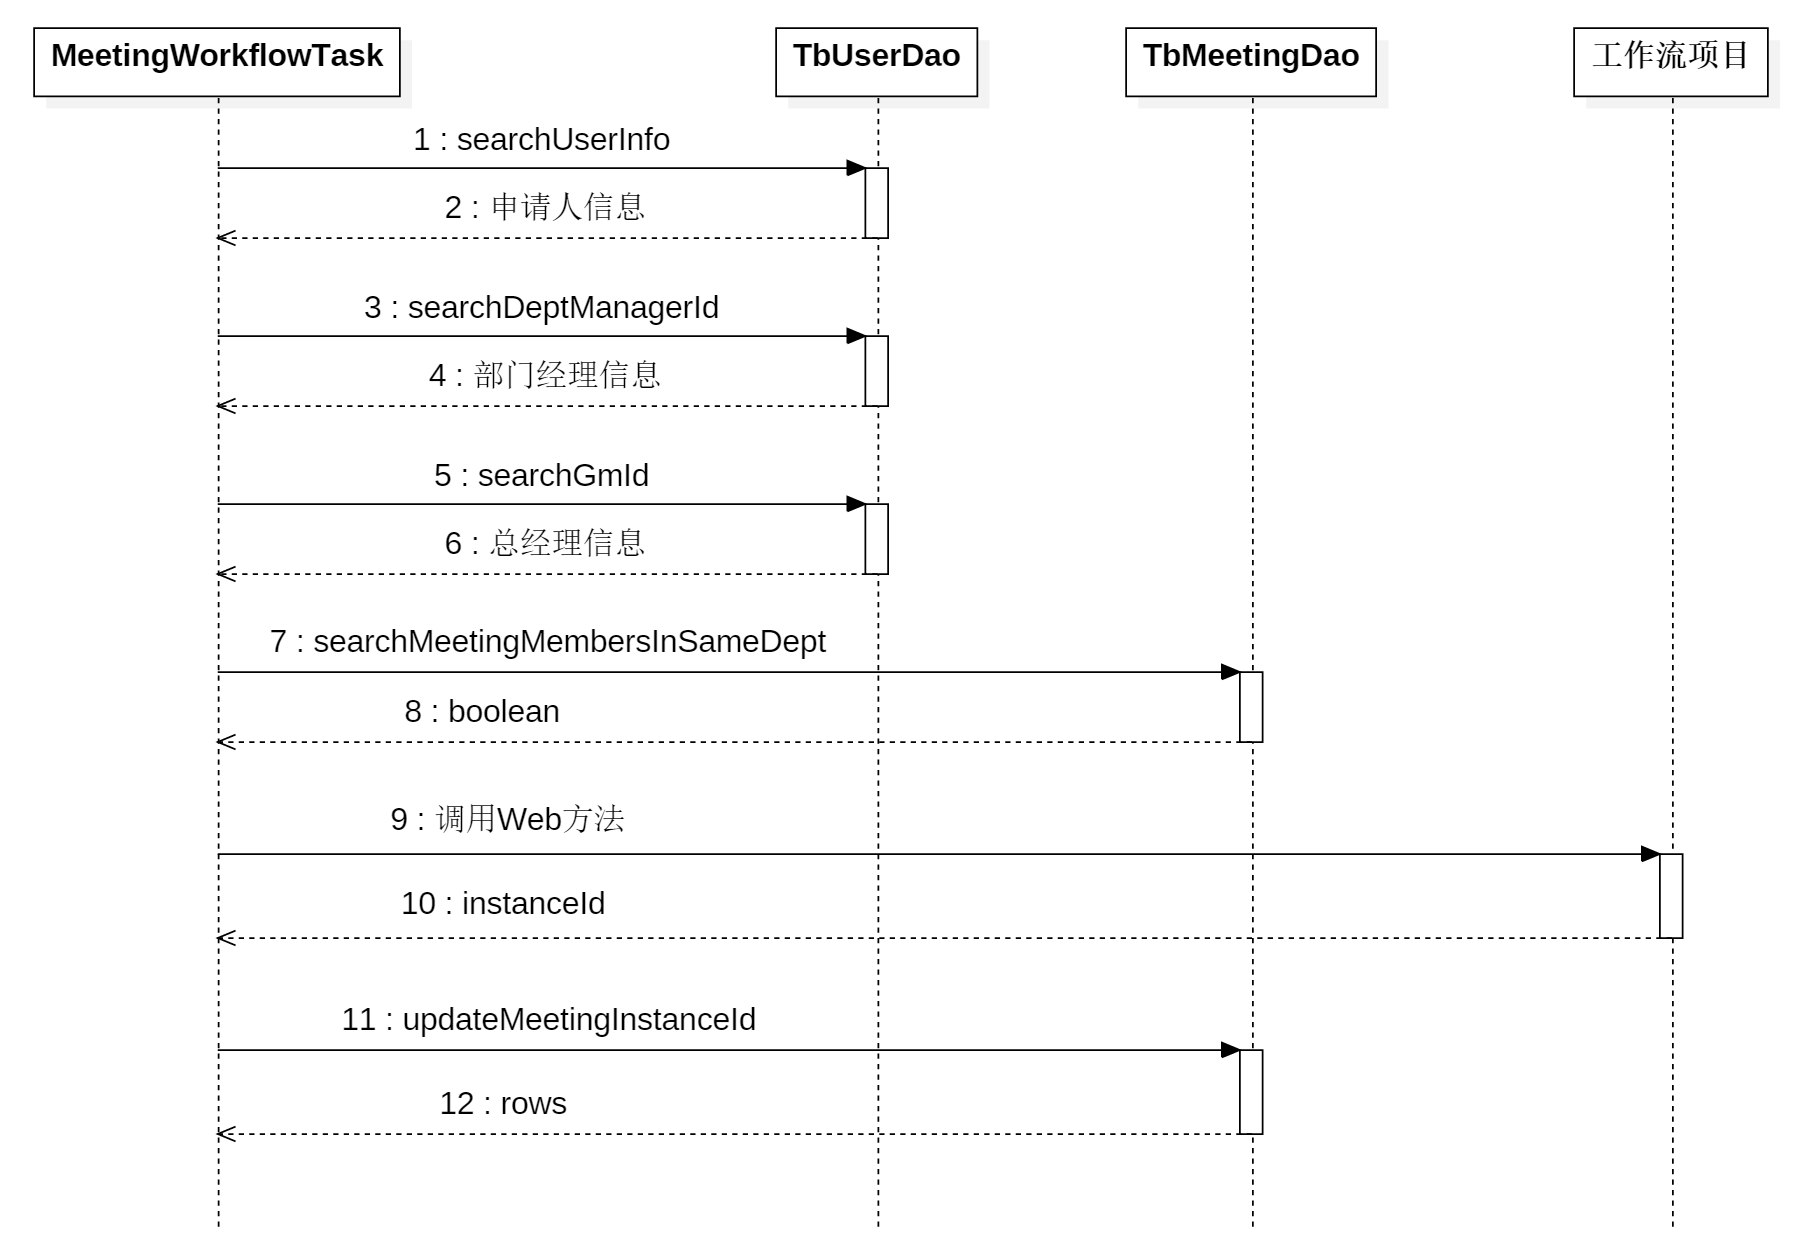 MeetingWorkflowTask
TbUserDao
TbMeetingDao
工作流项目
1 : searchUserInfo
2 : 申请人信息
3 : searchDeptManagerId
4 : 部门经理信息
5 : searchGmId
6 : 总经理信息
7 : searchMeetingMembersInSameDept
8 : boolean
9 : 调用Web方法
10 : instanceId
11 : updateMeetingInstanceId
12 : rows